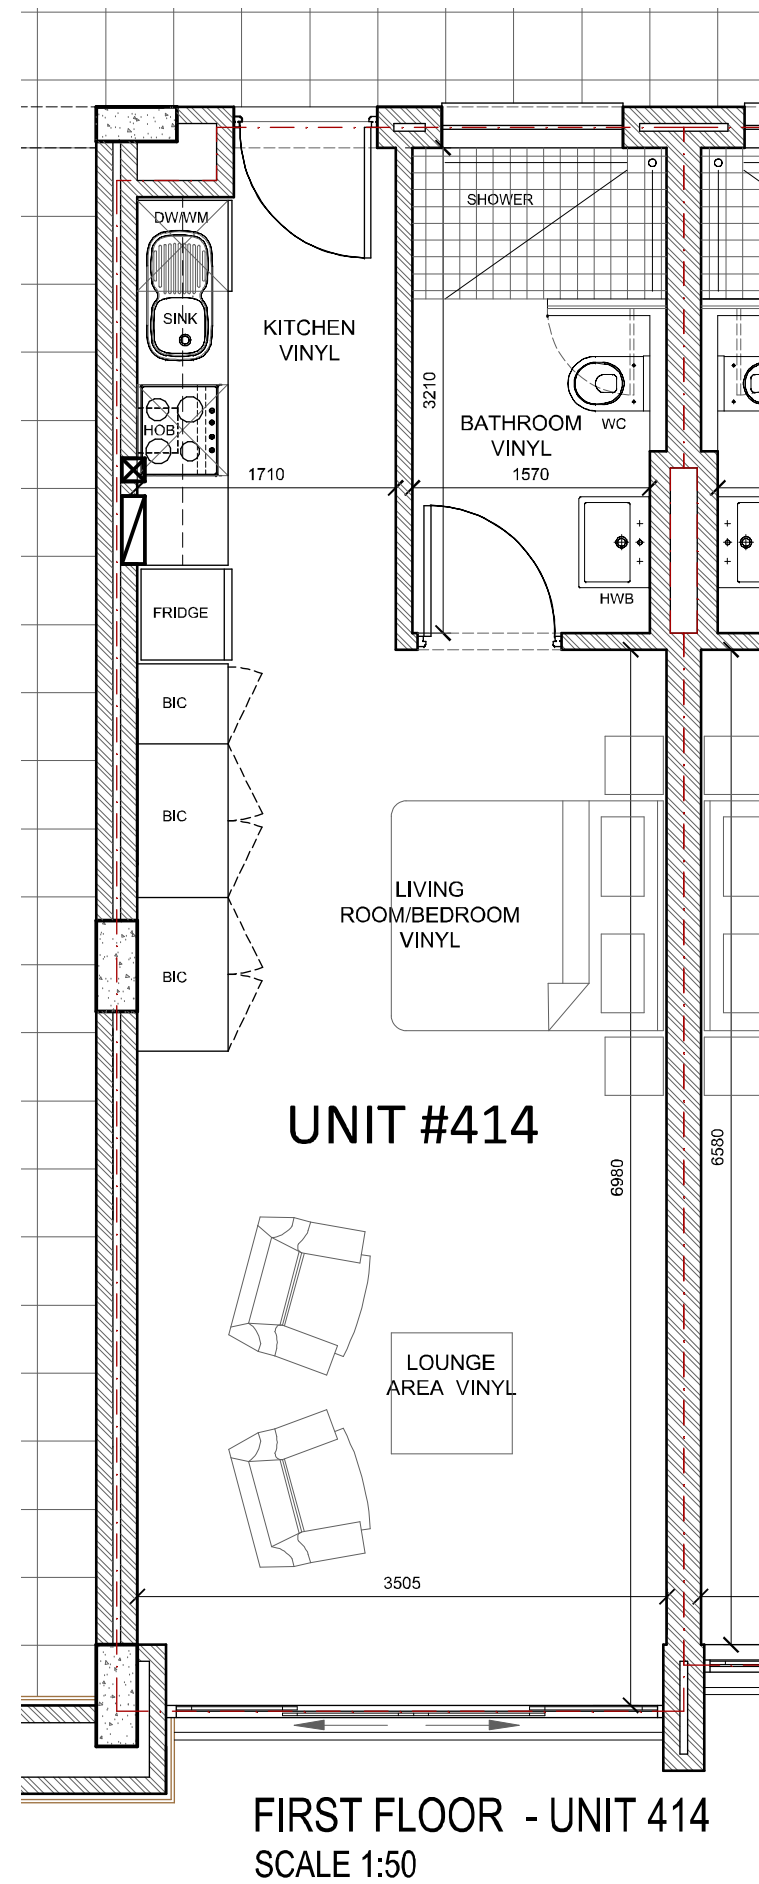 SHOWER
DW/WM
SINK
KITCHEN
VINYL
3210
BATHROOM
VINYL
WC
HOB
1710
1570
HWB
FRIDGE
BIC
BIC
LIVING
ROOM/BEDROOM
VINYL
BIC
UNIT #414
6980
6580
LOUNGE
AREA VINYL
3505
FIRST FLOOR - UNIT 414
SCALE 1:50